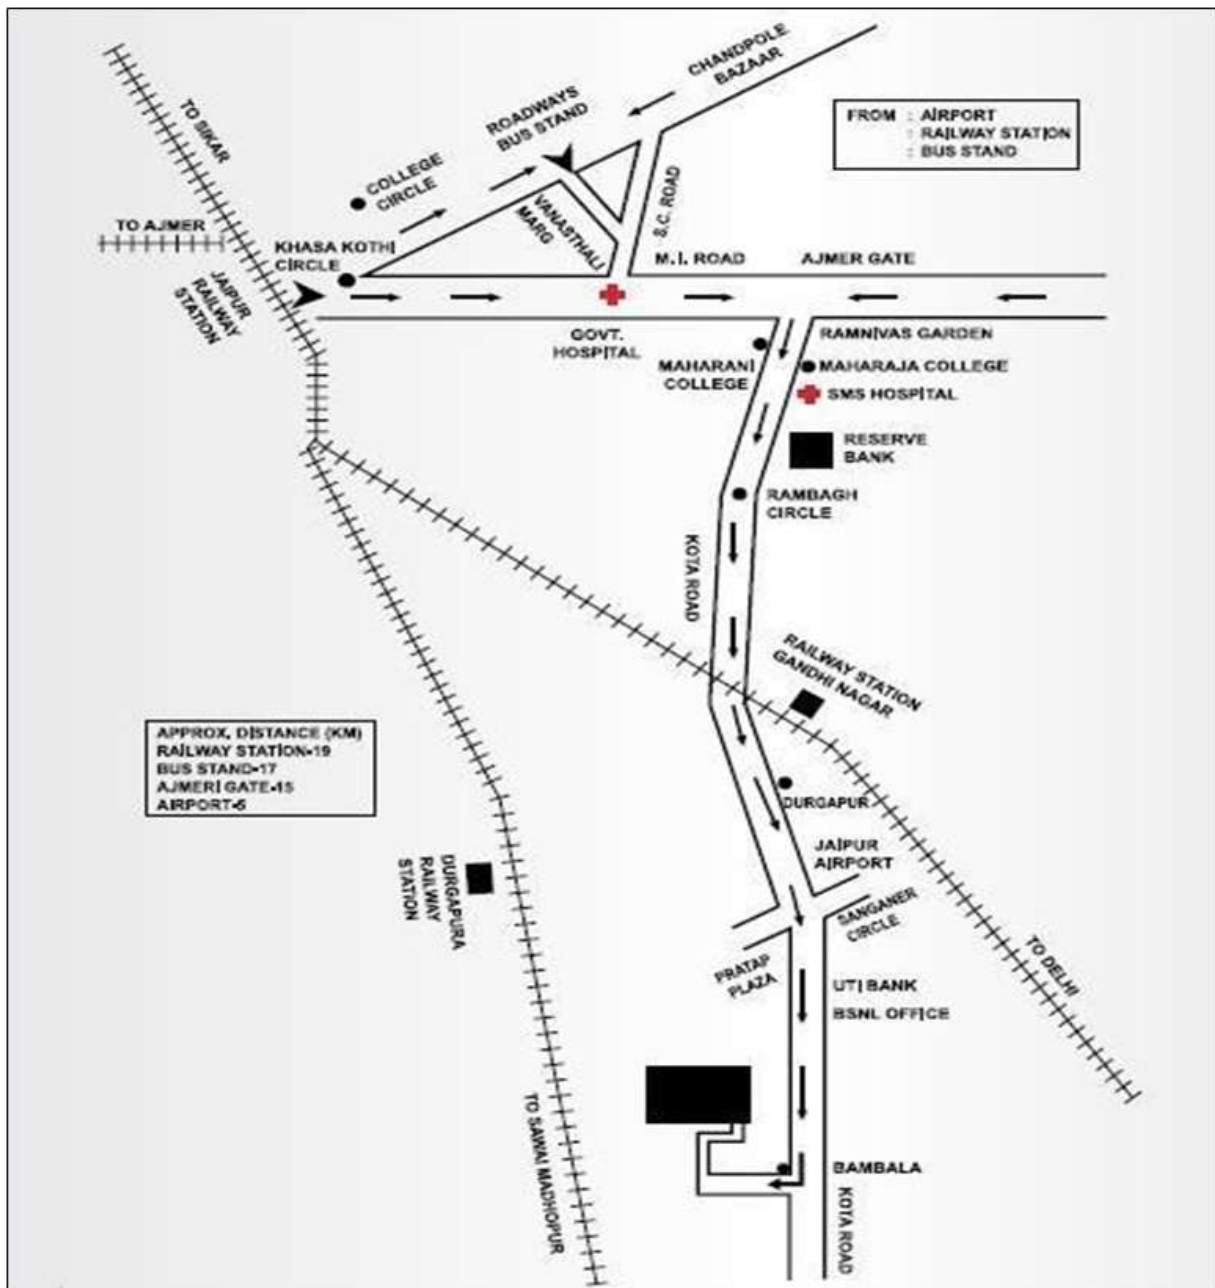 CHANDPOLE
BAZAAR
ROADWAYS
BUS STAND
FROM : AIRPORT
: RAILWAY STATION
: BUS STAND
TO SIKAR
COLLEGE
CIRCLE
VANASTHALI
MARG
S.C. ROAD
TO AJMER
KHASA KOTHI
CIRCLE
M.I. ROAD
AJMER GATE
JAIPUR
RAILWAY
STATION
GOVT.
HOSPITAL
RAMNIVAS GARDEN
MAHARANI
COLLEGE
MAHARAJA COLLEGE
SMS HOSPITAL
RESERVE
BANK
RAMBAGH
CIRCLE
KOTA ROAD
RAILWAY STATION
GANDHI NAGAR
APPROX. DISTANCE (KM)
RAILWAY STATION-19
BUS STAND-17
AJMERI GATE-15
AIRPORT-5
DURGAPUR
JAIPUR
AIRPORT
DURGAPURA
RAILWAY
STATION
SANGANER
CIRCLE
PRATAP
PLAZA
TO DELHI
UTI BANK
BSNL OFFICE
TO SAWAI MADHOPUR
BAMBALA
KOTA ROAD